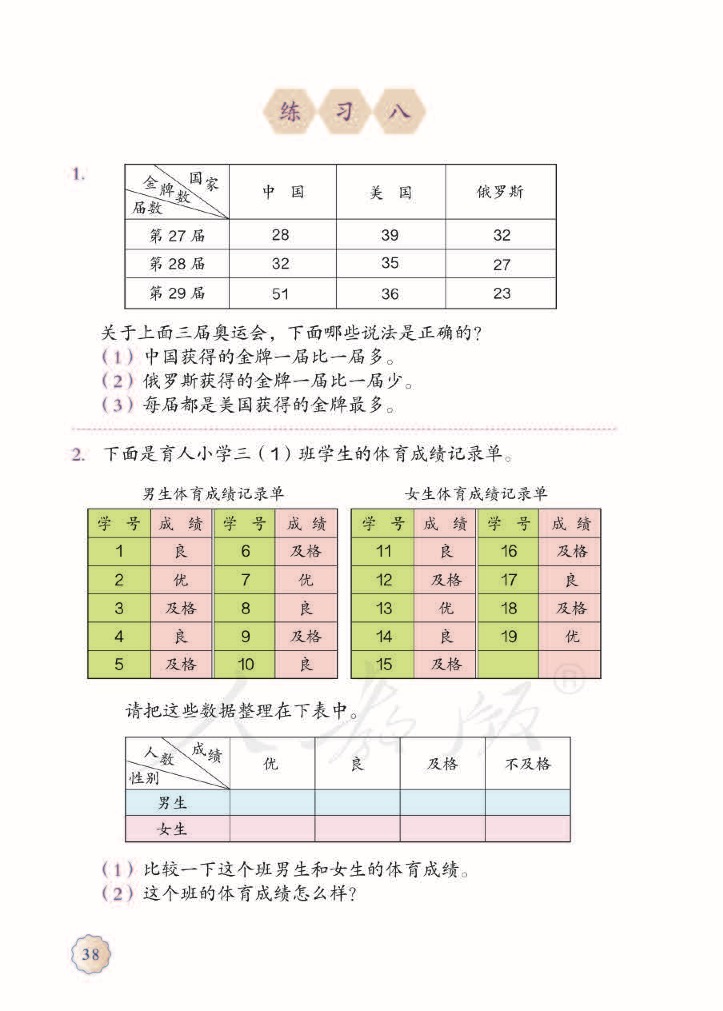 练 习 八
1.
金牌数 国家 届数 中 国 美 国 俄罗斯
第27届 28 39 32
第28届 32 35 27
第29届 51 36 23
关于上面三届奥运会，下面哪些说法是正确的？
（1）中国获得的金牌一届比一届多。
（2）俄罗斯获得的金牌一届比一届少。
（3）每届都是美国获得的金牌最多。
2. 下面是育人小学三（1）班学生的体育成绩记录单。
男生体育成绩记录单 女生体育成绩记录单
学 号 成 绩 学 号 成 绩 学 号 成 绩 学 号 成 绩
1 良 6 及格 11 良 16 及格
2 优 7 优 12 及格 17 良
3 及格 8 良 13 优 18 及格
4 良 9 及格 14 良 19 优
5 及格 10 良 15 及格
人教版®
请把这些数据整理在下表中。
人数 成绩 性别 优 良 及格 不及格
男生
女生
（1）比较一下这个班男生和女生的体育成绩。
（2）这个班的体育成绩怎么样？
38